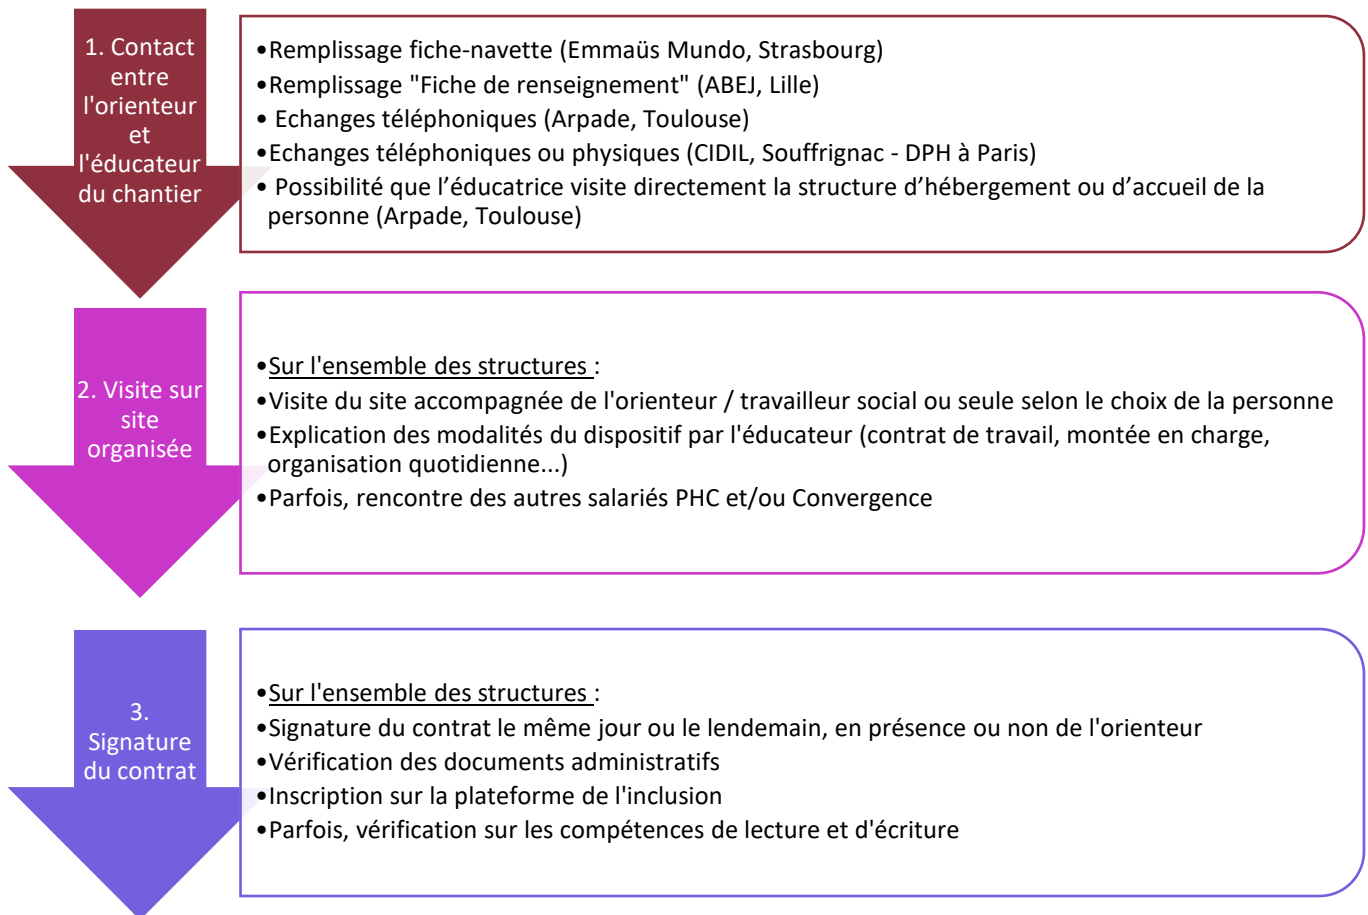 1. Contact
entre
l'orienteur
et
l'éducateur
du chantier
•Remplissage fiche-navette (Emmaüs Mundo, Strasbourg)
•Remplissage "Fiche de renseignement" (ABEJ, Lille)
• Echanges téléphoniques (Arpade, Toulouse)
•Echanges téléphoniques ou physiques (CIDIL, Souffrignac - DPH à Paris)
• Possibilité que l’éducatrice visite directement la structure d’hébergement ou d’accueil de la
personne (Arpade, Toulouse)
2. Visite sur
site
organisée
•Sur l'ensemble des structures :
•Visite du site accompagnée de l'orienteur / travailleur social ou seule selon le choix de la personne
•Explication des modalités du dispositif par l'éducateur (contrat de travail, montée en charge,
organisation quotidienne...)
•Parfois, rencontre des autres salariés PHC et/ou Convergence
3.
Signature
du contrat
•Sur l'ensemble des structures :
•Signature du contrat le même jour ou le lendemain, en présence ou non de l'orienteur
•Vérification des documents administratifs
•Inscription sur la plateforme de l'inclusion
•Parfois, vérification sur les compétences de lecture et d'écriture